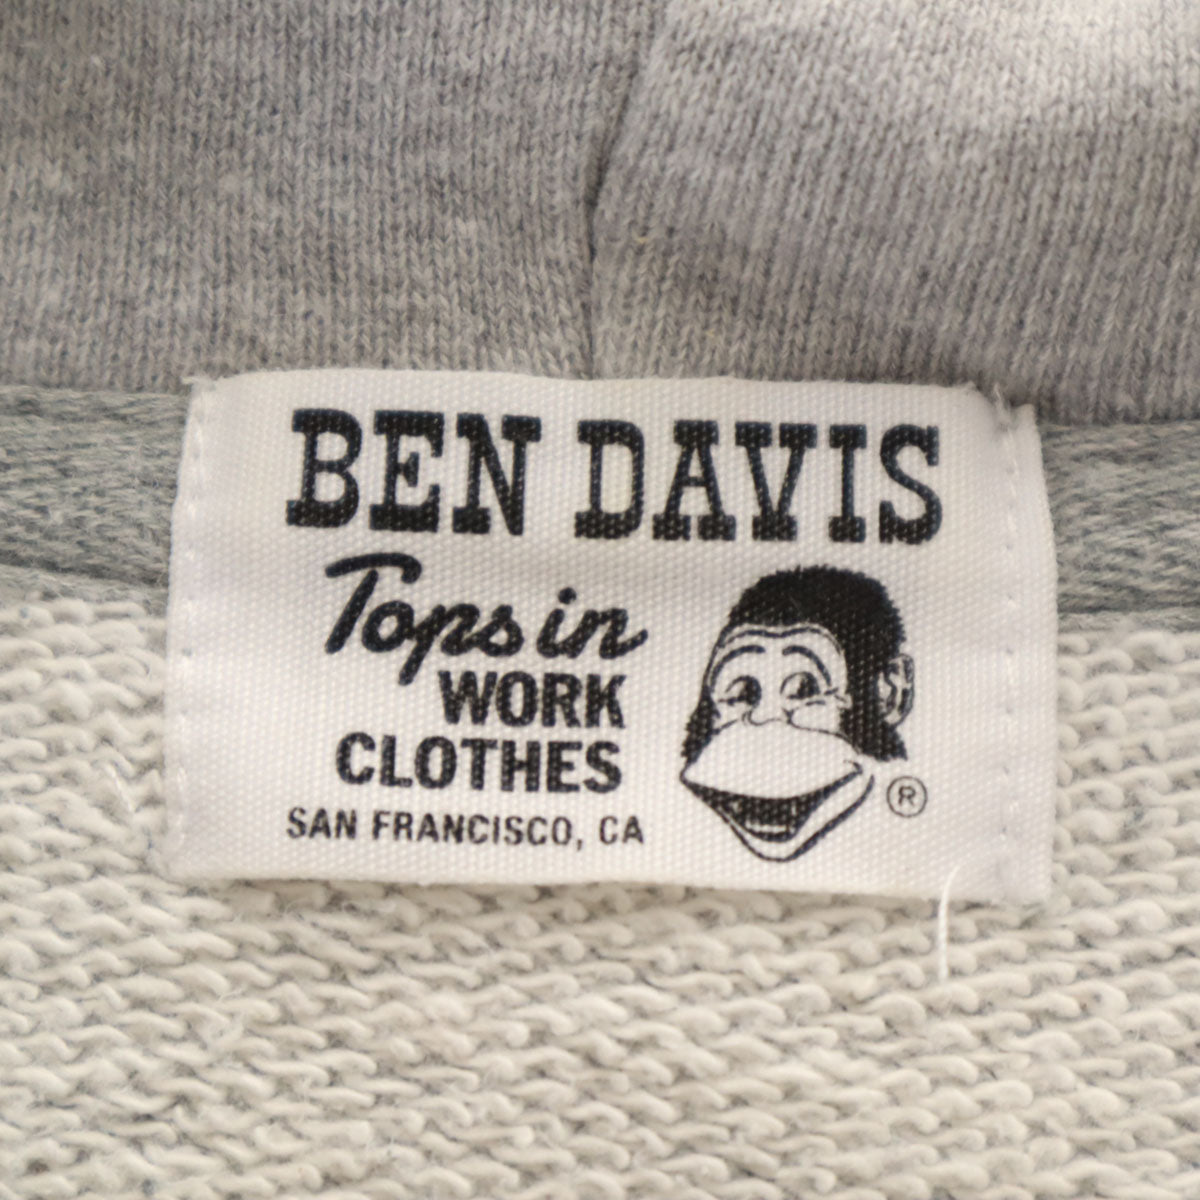 BEN DAVIS
Tops in
WORK
CLOTHES
SAN FRANCISCO, CA
®